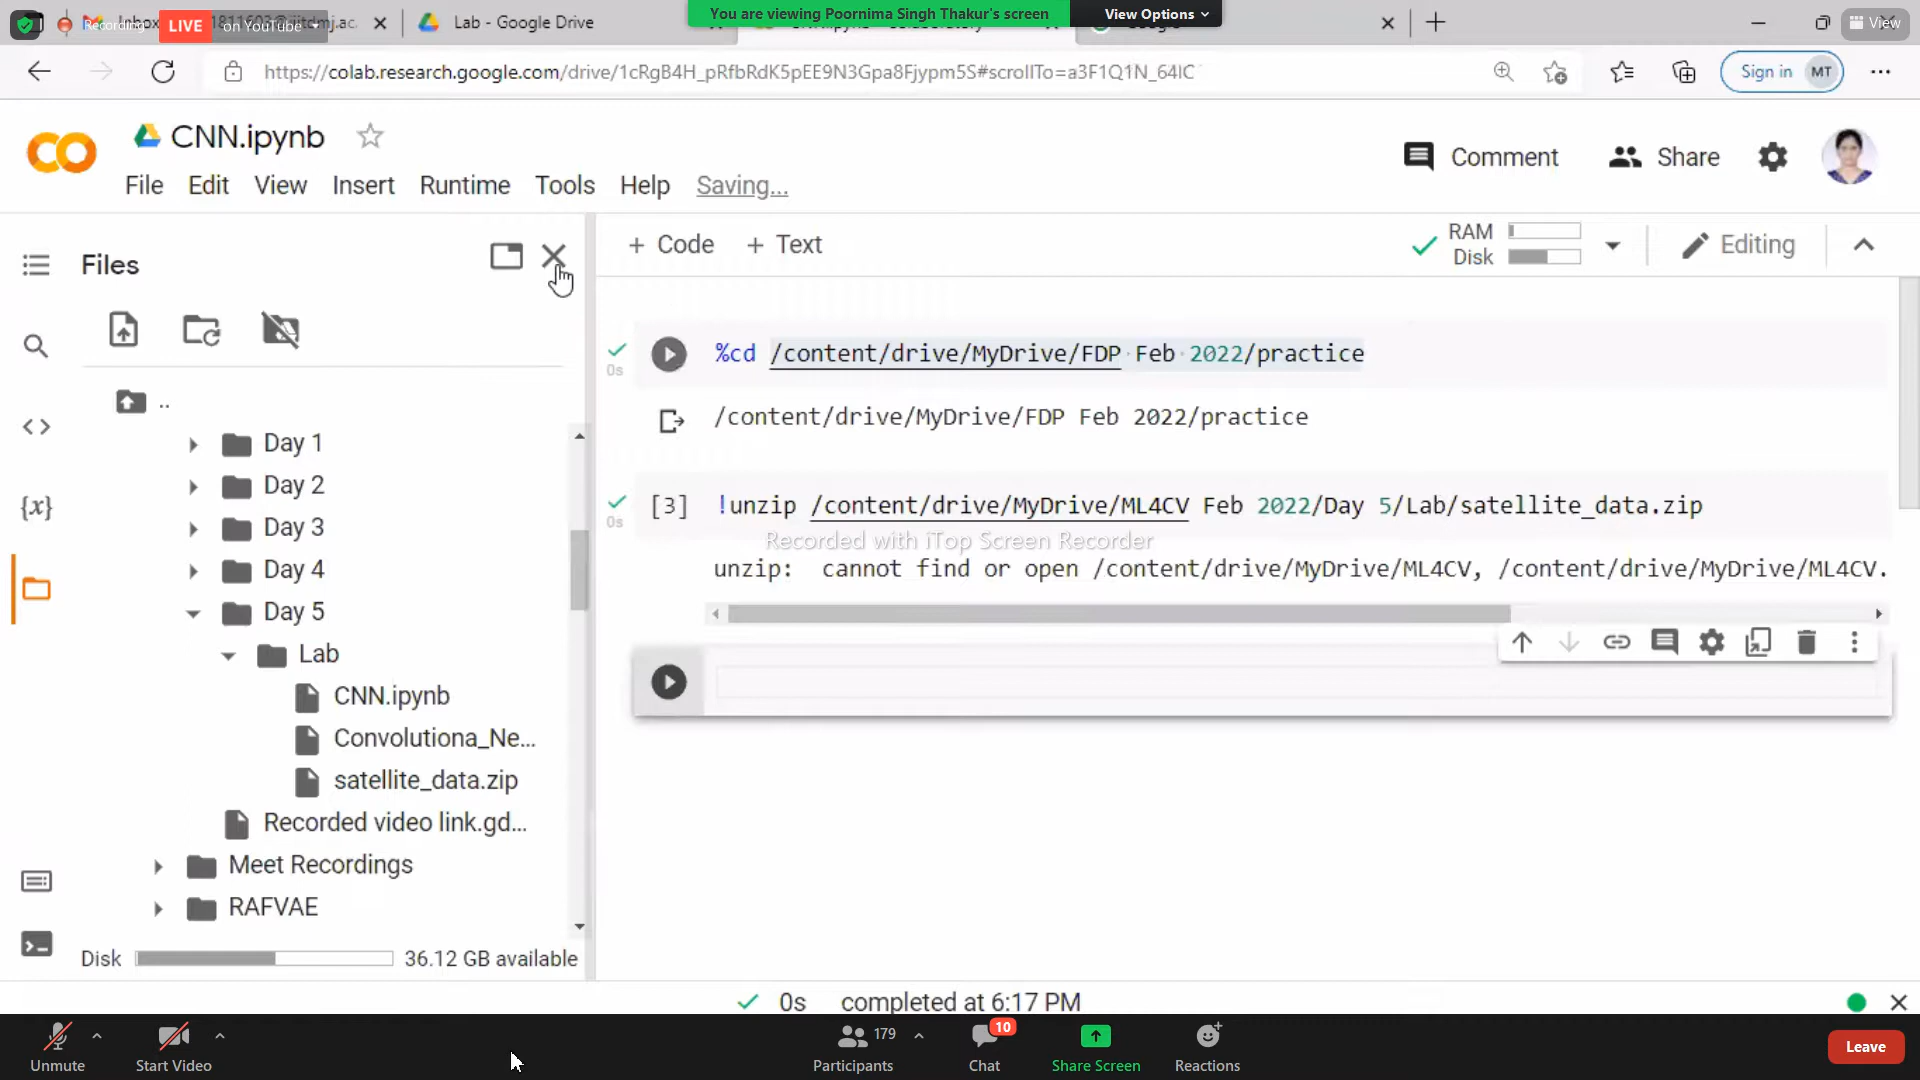 Recording
LIVE
on YouTube
Lab - Google Drive
You are viewing Poornima Singh Thakur's screen
View Options
View
https://colab.research.google.com/drive/1cRgB4H_pRfbRdK5pEE9N3Gpa8Fjypm5S#scrollTo=a3F1Q1N_64lC
Sign in
MT
CNN.ipynb
Comment
Share
File Edit View Insert Runtime Tools Help Saving...
Files
+ Code + Text
RAM
Disk
Editing
..
Day 1
Day 2
Day 3
Day 4
Day 5
Lab
CNN.ipynb
Convolutiona_Ne...
satellite_data.zip
Recorded video link.gd...
Meet Recordings
RAFVAE
Disk
36.12 GB available
{x}
0s
%cd /content/drive/MyDrive/FDP Feb 2022/practice
/content/drive/MyDrive/FDP Feb 2022/practice
0s
[3]
!unzip /content/drive/MyDrive/ML4CV Feb 2022/Day 5/Lab/satellite_data.zip
Recorded with iTop Screen Recorder
unzip:  cannot find or open /content/drive/MyDrive/ML4CV, /content/drive/MyDrive/ML4CV.
0s completed at 6:17 PM
Unmute
Start Video
179
Participants
10
Chat
Share Screen
Reactions
Leave